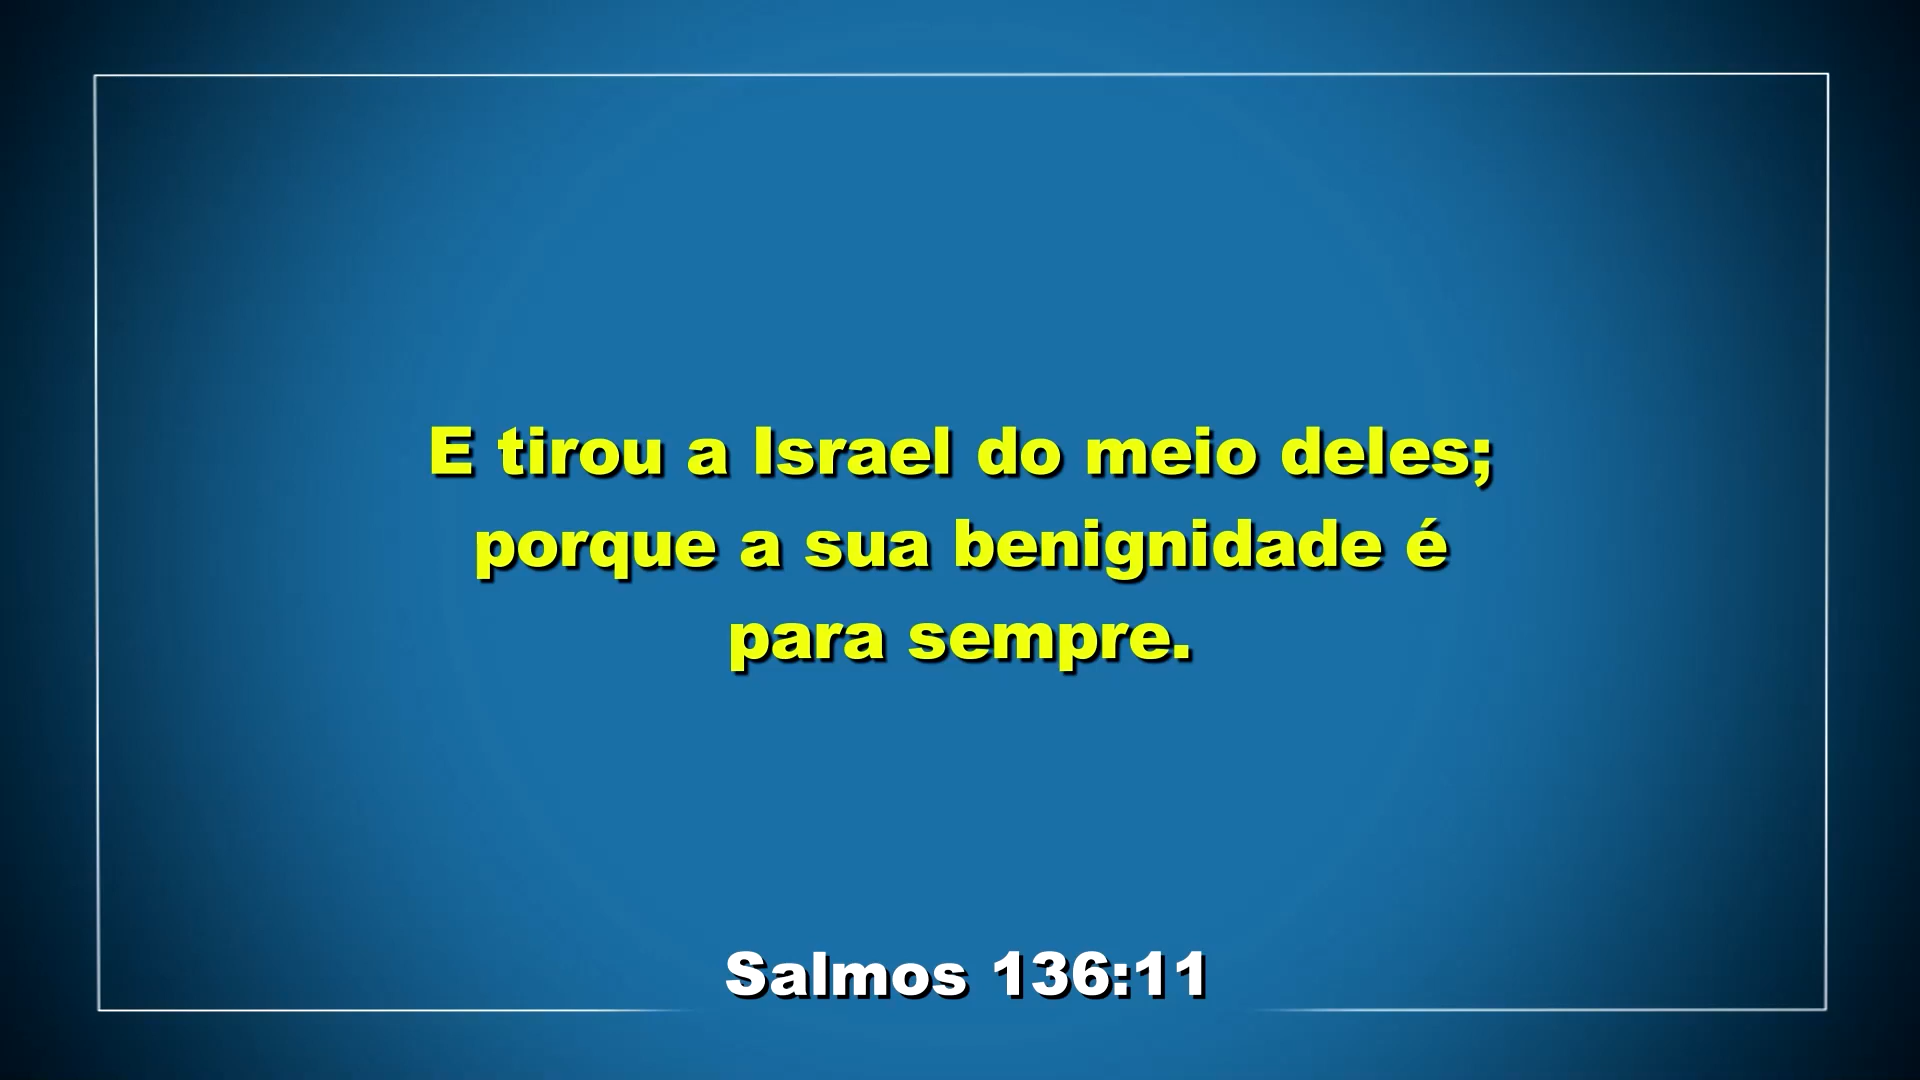 E tirou a Israel do meio deles;
porque a sua benignidade é
para sempre.
Salmos 136:11